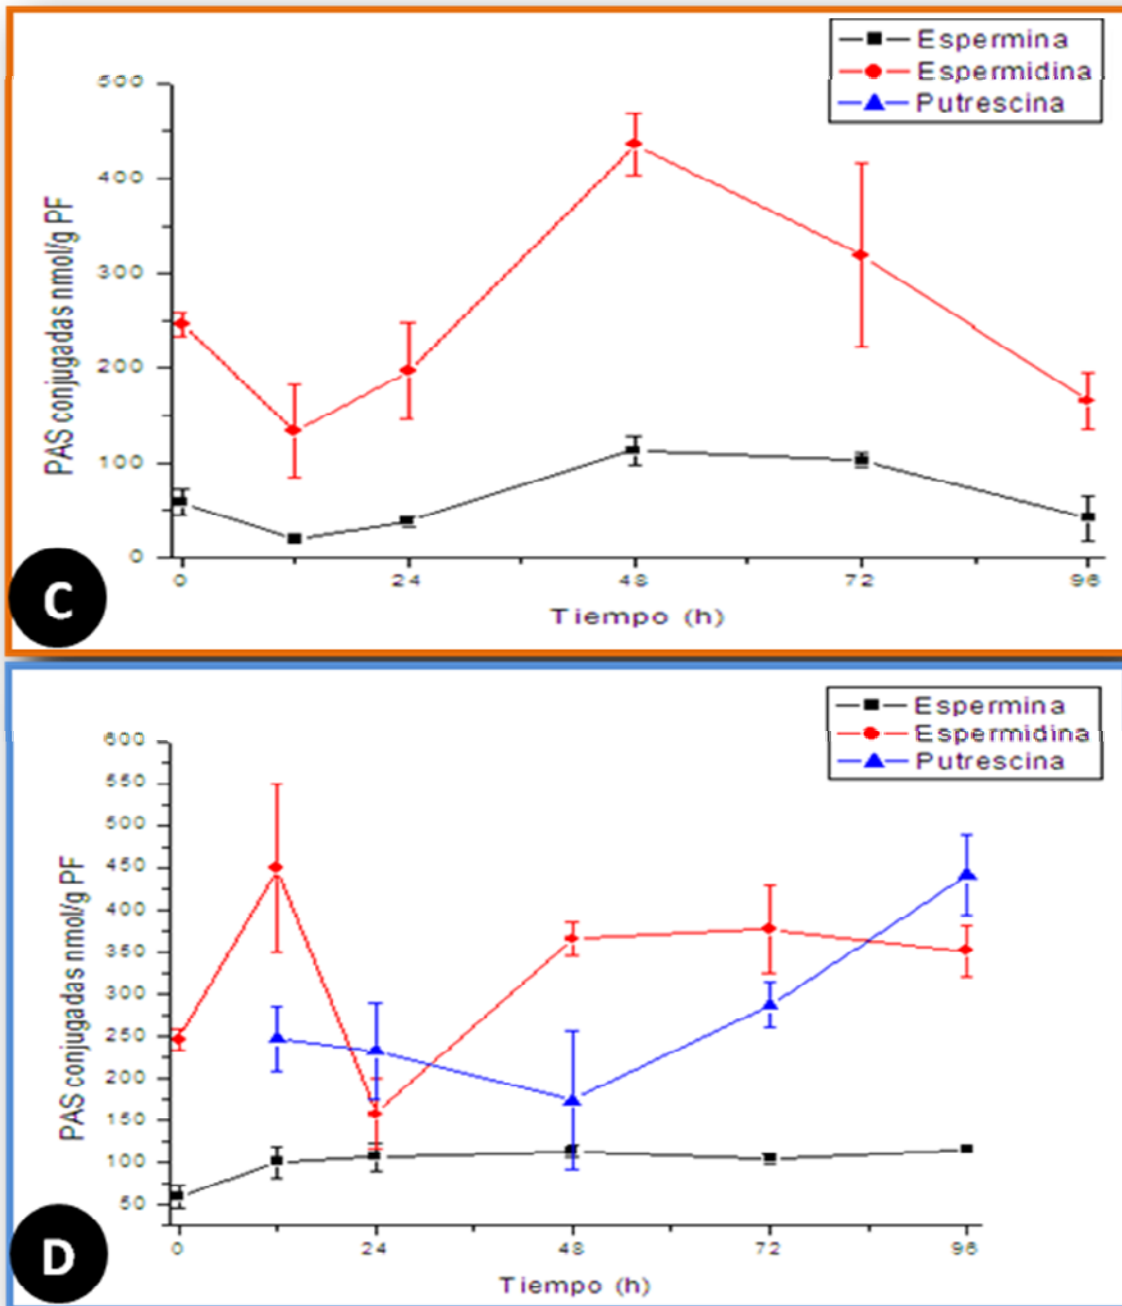 Espermina
Espermidina
Putrescina
500
400
300
200
100
0
PAS conjugadas nmol/g PF
0 24 48 72 96
Tiempo (h)
C
Espermina
Espermidina
Putrescina
600
550
500
450
400
350
300
250
200
150
100
50
PAS conjugadas nmol/g PF
0 24 48 72 96
Tiempo (h)
D